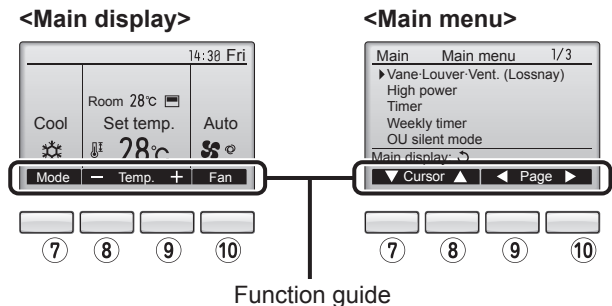 <Main display>
14:30 Fri
Room 28℃
Cool Set temp. Auto
28℃
Mode − Temp. + Fan
7 8 9 10
<Main menu>
Main Main menu 1/3
▶Vane·Louver·Vent. (Lossnay)
High power
Timer
Weekly timer
OU silent mode
Main display:
▼ Cursor ▲ ◀ Page ▶
7 8 9 10
Function guide